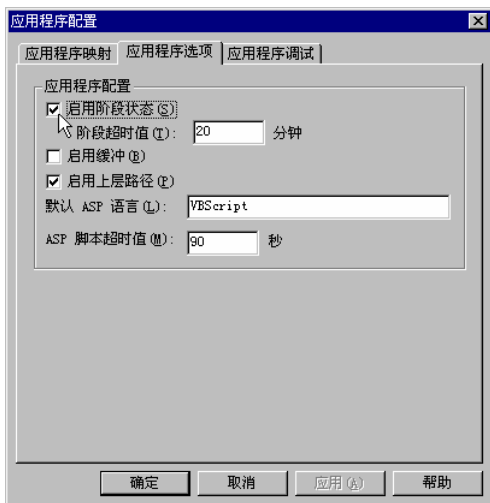 应用程序配置
应用程序映射 应用程序选项 应用程序调试
应用程序配置
启用阶段状态(S)
阶段超时值(T): 20 分钟
启用缓冲(B)
启用上层路径(P)
默认 ASP 语言(L): VBScript
ASP 脚本超时值(M): 90 秒
确定 取消 应用(A) 帮助